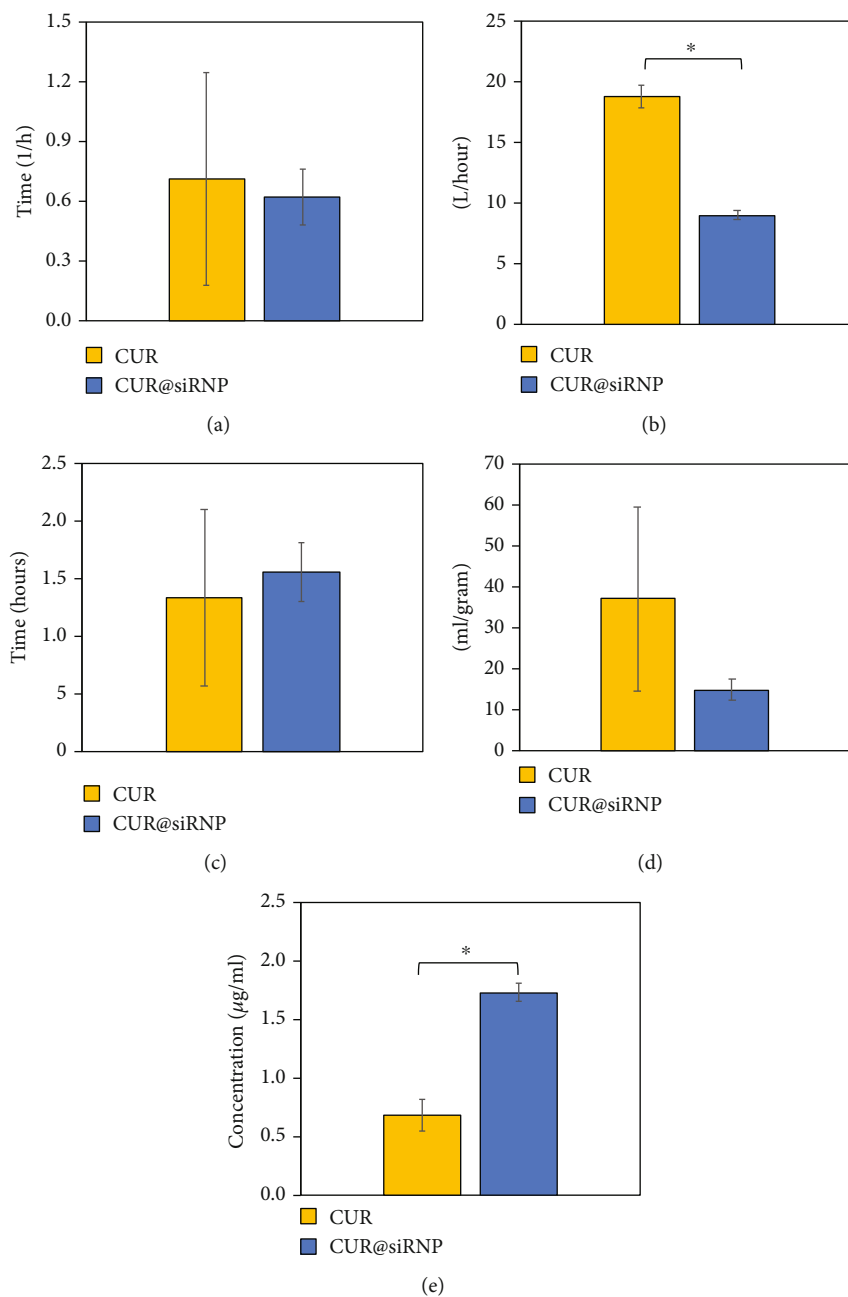 1.5
1.2
0.9
0.6
0.3
0.0
Time (1/h)
CUR
CUR@siRNP
(a)
25
20
15
10
5
0
(L/hour)
*
CUR
CUR@siRNP
(b)
2.5
2.0
1.5
1.0
5
0
Time (hours)
CUR
CUR@siRNP
(c)
70
60
50
40
30
20
10
0
(ml/gram)
CUR
CUR@siRNP
(d)
2.5
2.0
1.5
1.0
0.5
0.0
Concentration (μg/ml)
*
CUR
CUR@siRNP
(e)